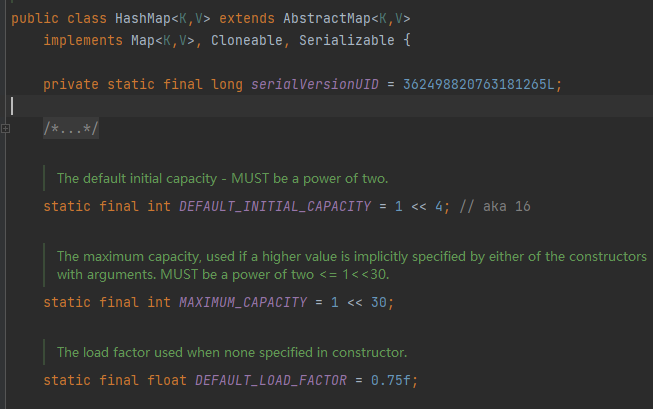 public class HashMap<K,V> extends AbstractMap<K,V>
    implements Map<K,V>, Cloneable, Serializable {
    private static final long serialVersionUID = 362498820763181265L;
    /*...*/
    The default initial capacity - MUST be a power of two.
    static final int DEFAULT_INITIAL_CAPACITY = 1 << 4; // aka 16
    The maximum capacity, used if a higher value is implicitly specified by either of the constructors
    with arguments. MUST be a power of two <= 1<<30.
    static final int MAXIMUM_CAPACITY = 1 << 30;
    The load factor used when none specified in constructor.
    static final float DEFAULT_LOAD_FACTOR = 0.75f;